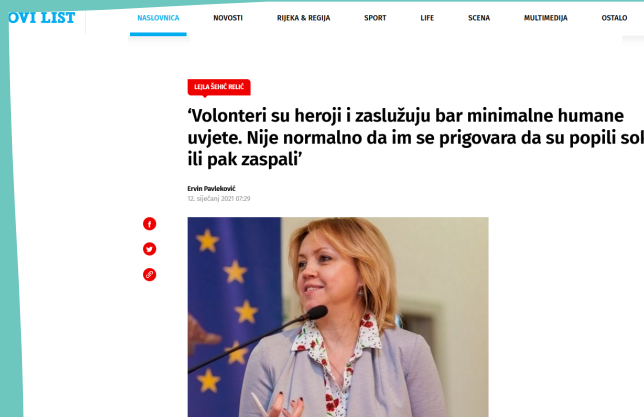 OVI LIST
NASLOVNICA NOVOSTI RIJEKA & REGIJA SPORT LIFE SCENA MULTIMEDIJA OSTALO
LEJLA ŠEHIĆ RELIĆ
‘Volonteri su heroji i zaslužuju bar minimalne humane
uvjete. Nije normalno da im se prigovara da su popili sok
ili pak zaspali’
Ervin Pavleković
12. siječanj 2021 07:29